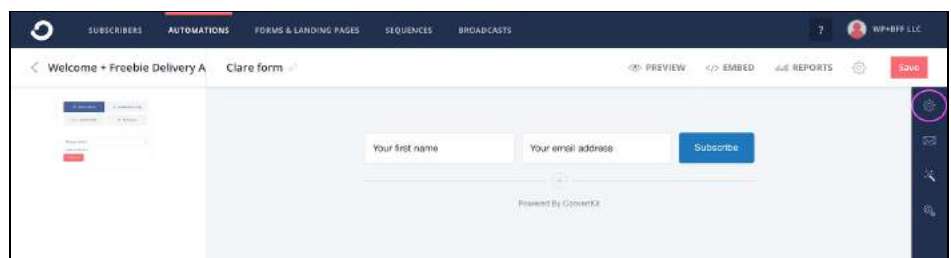 SUBSCRIBERS AUTOMATIONS FORMS & LANDING PAGES SEQUENCES BROADCASTS ? WP+BFF LLC
< Welcome + Freebie Delivery A Clare form PREVIEW </> EMBED REPORTS Save
Your first name Your email address Subscribe
Powered By ConvertKit